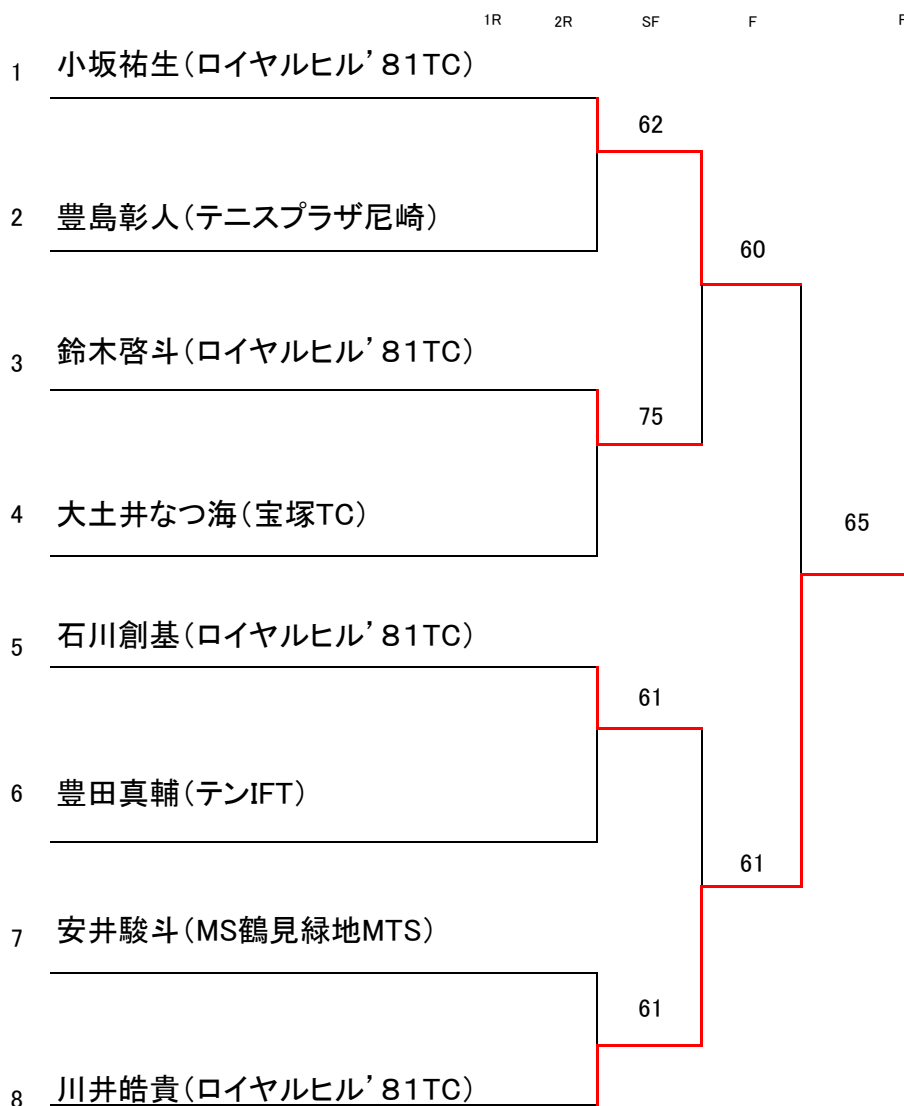 1R 2R SF F F
1 小坂祐生(ロイヤルヒル’81TC)
62
2 豊島彰人(テニスプラザ尼崎)
60
3 鈴木啓斗(ロイヤルヒル’81TC)
75
4 大土井なつ海(宝塚TC)
65
5 石川創基(ロイヤルヒル’81TC)
61
6 豊田真輔(テンIFT)
61
7 安井駿斗(MS鶴見緑地MTS)
61
8 川井皓貴(ロイヤルヒル’81TC)